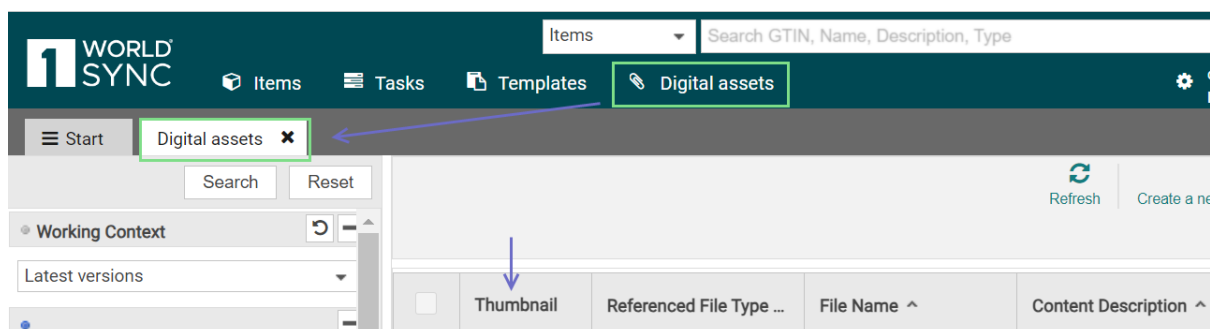 Items
Search GTIN, Name, Description, Type
1 WORLD
SYNC
Items
Tasks
Templates
Digital assets
Start
Digital assets
Search
Reset
Refresh
Create a ne
Working Context
Latest versions
Thumbnail
Referenced File Type ...
File Name
Content Description